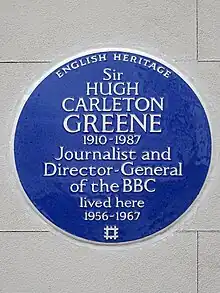 ENGLISH HERITAGE
Sir
HUGH
CARLETON
GREENE
1910-1987
Journalist and
Director-General
of the BBC
lived here
1956-1967